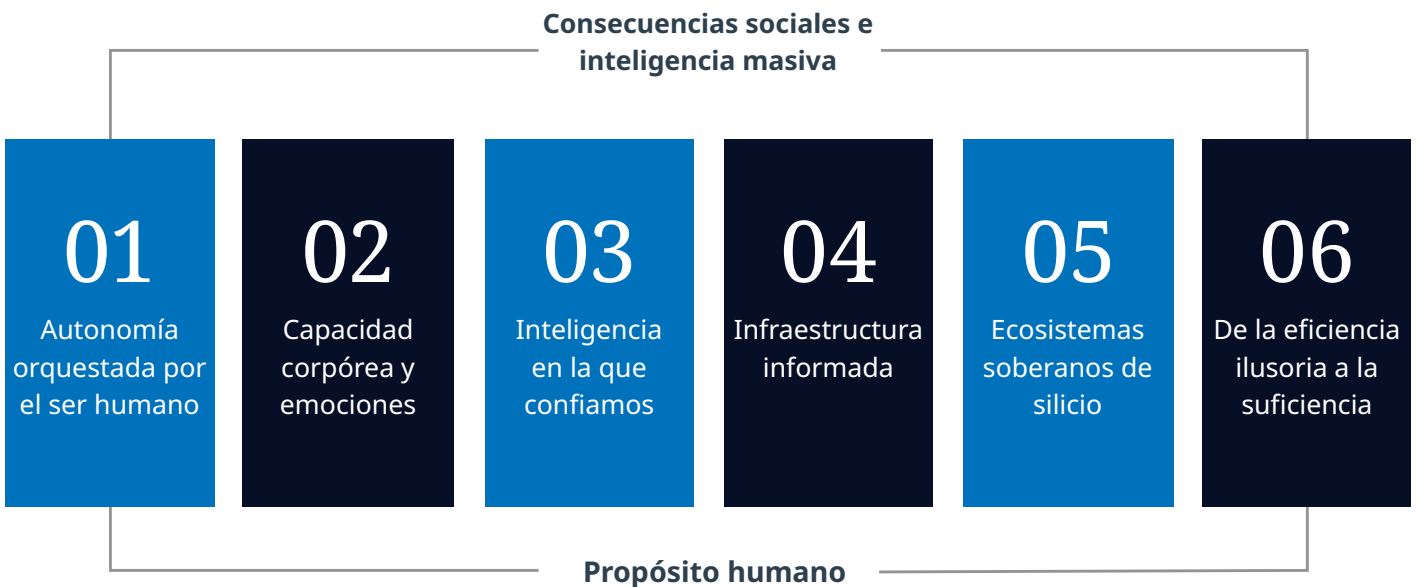 Consecuencias sociales e
inteligencia masiva
01
Autonomía
orquestada por
el ser humano
02
Capacidad
corpórea y
emociones
03
Inteligencia
en la que
confiamos
04
Infraestructura
informada
05
Ecosistemas
soberanos de
silicio
06
De la eficiencia
ilusoria a la
suficiencia
Propósito humano